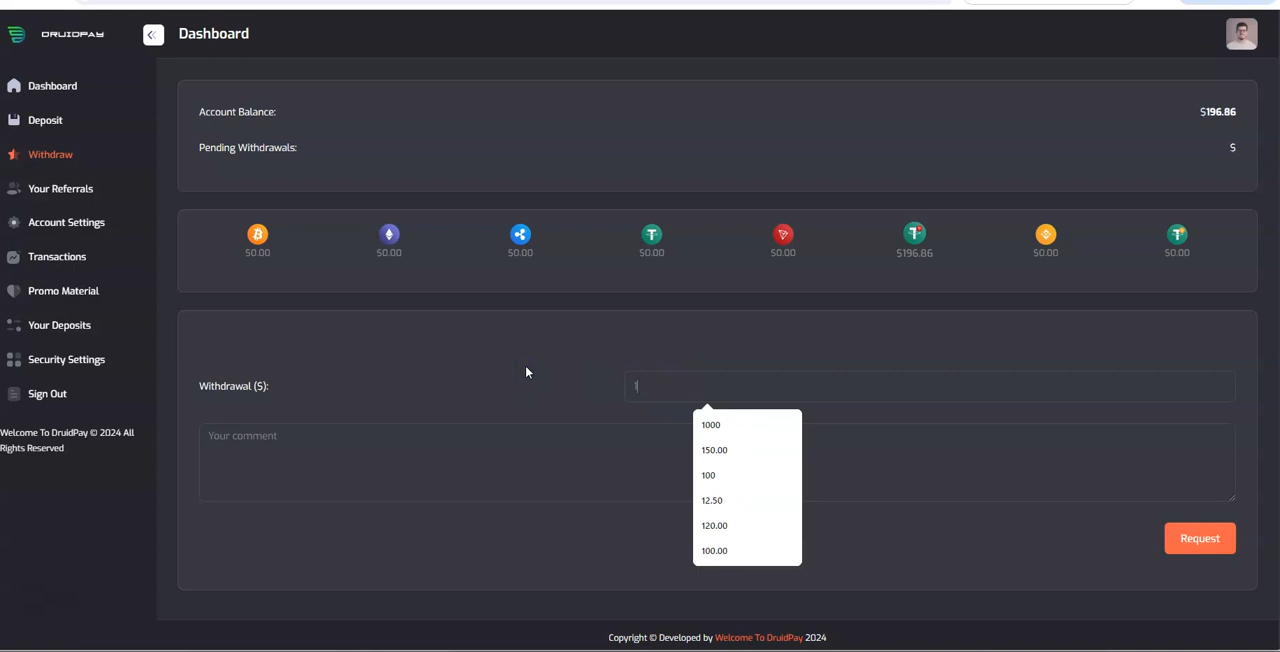 DRUIDPAY
Dashboard
Dashboard
Deposit
Withdraw
Your Referrals
Account Settings
Transactions
Promo Material
Your Deposits
Security Settings
Sign Out
Welcome To DruidPay © 2024 All
Rights Reserved
Account Balance: $196.86
Pending Withdrawals: $
$0.00 $0.00 $0.00 $0.00 $0.00 $196.86 $0.00 $0.00
Withdrawal ($): 1
1000
150.00
100
12.50
120.00
100.00
Your comment
Request
Copyright © Developed by Welcome To DruidPay 2024